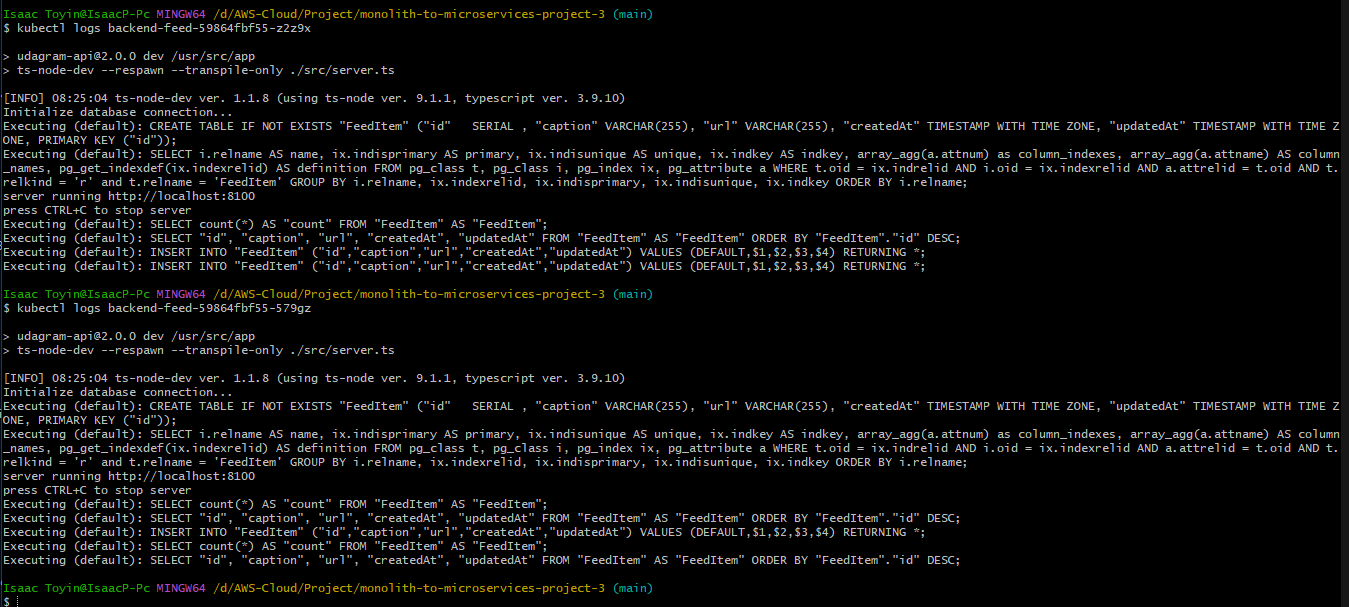 Isaac Toyin@IsaacP-Pc MINGW64 /d/AWS-Cloud/Project/monolith-to-microservices-project-3 (main)
$ kubectl logs backend-feed-59864fbf55-z2z9x
> udagram-api@2.0.0 dev /usr/src/app
> ts-node-dev --respawn --transpile-only ./src/server.ts
[INFO] 08:25:04 ts-node-dev ver. 1.1.8 (using ts-node ver. 9.1.1, typescript ver. 3.9.10)
Initialize database connection...
Executing (default): CREATE TABLE IF NOT EXISTS "FeedItem" ("id"   SERIAL , "caption" VARCHAR(255), "url" VARCHAR(255), "createdAt" TIMESTAMP WITH TIME ZONE, "updatedAt" TIMESTAMP WITH TIME Z
ONE, PRIMARY KEY ("id"));
Executing (default): SELECT i.relname AS name, ix.indisprimary AS primary, ix.indisunique AS unique, ix.indkey AS indkey, array_agg(a.attnum) as column_indexes, array_agg(a.attname) AS column
_names, pg_get_indexdef(ix.indexrelid) AS definition FROM pg_class t, pg_class i, pg_index ix, pg_attribute a WHERE t.oid = ix.indrelid AND i.oid = ix.indexrelid AND a.attrelid = t.oid AND t.
relkind = 'r' and t.relname = 'FeedItem' GROUP BY i.relname, ix.indexrelid, ix.indisprimary, ix.indisunique, ix.indkey ORDER BY i.relname;
server running http://localhost:8100
press CTRL+C to stop server
Executing (default): SELECT count(*) AS "count" FROM "FeedItem" AS "FeedItem";
Executing (default): SELECT "id", "caption", "url", "createdAt", "updatedAt" FROM "FeedItem" AS "FeedItem" ORDER BY "FeedItem"."id" DESC;
Executing (default): INSERT INTO "FeedItem" ("id","caption","url","createdAt","updatedAt") VALUES (DEFAULT,$1,$2,$3,$4) RETURNING *;
Executing (default): INSERT INTO "FeedItem" ("id","caption","url","createdAt","updatedAt") VALUES (DEFAULT,$1,$2,$3,$4) RETURNING *;
Isaac Toyin@IsaacP-Pc MINGW64 /d/AWS-Cloud/Project/monolith-to-microservices-project-3 (main)
$ kubectl logs backend-feed-59864fbf55-579gz
> udagram-api@2.0.0 dev /usr/src/app
> ts-node-dev --respawn --transpile-only ./src/server.ts
[INFO] 08:25:04 ts-node-dev ver. 1.1.8 (using ts-node ver. 9.1.1, typescript ver. 3.9.10)
Initialize database connection...
Executing (default): CREATE TABLE IF NOT EXISTS "FeedItem" ("id"   SERIAL , "caption" VARCHAR(255), "url" VARCHAR(255), "createdAt" TIMESTAMP WITH TIME ZONE, "updatedAt" TIMESTAMP WITH TIME Z
ONE, PRIMARY KEY ("id"));
Executing (default): SELECT i.relname AS name, ix.indisprimary AS primary, ix.indisunique AS unique, ix.indkey AS indkey, array_agg(a.attnum) as column_indexes, array_agg(a.attname) AS column
_names, pg_get_indexdef(ix.indexrelid) AS definition FROM pg_class t, pg_class i, pg_index ix, pg_attribute a WHERE t.oid = ix.indrelid AND i.oid = ix.indexrelid AND a.attrelid = t.oid AND t.
relkind = 'r' and t.relname = 'FeedItem' GROUP BY i.relname, ix.indexrelid, ix.indisprimary, ix.indisunique, ix.indkey ORDER BY i.relname;
server running http://localhost:8100
press CTRL+C to stop server
Executing (default): SELECT count(*) AS "count" FROM "FeedItem" AS "FeedItem";
Executing (default): SELECT "id", "caption", "url", "createdAt", "updatedAt" FROM "FeedItem" AS "FeedItem" ORDER BY "FeedItem"."id" DESC;
Executing (default): INSERT INTO "FeedItem" ("id","caption","url","createdAt","updatedAt") VALUES (DEFAULT,$1,$2,$3,$4) RETURNING *;
Executing (default): SELECT count(*) AS "count" FROM "FeedItem" AS "FeedItem";
Executing (default): SELECT "id", "caption", "url", "createdAt", "updatedAt" FROM "FeedItem" AS "FeedItem" ORDER BY "FeedItem"."id" DESC;
Isaac Toyin@IsaacP-Pc MINGW64 /d/AWS-Cloud/Project/monolith-to-microservices-project-3 (main)
$